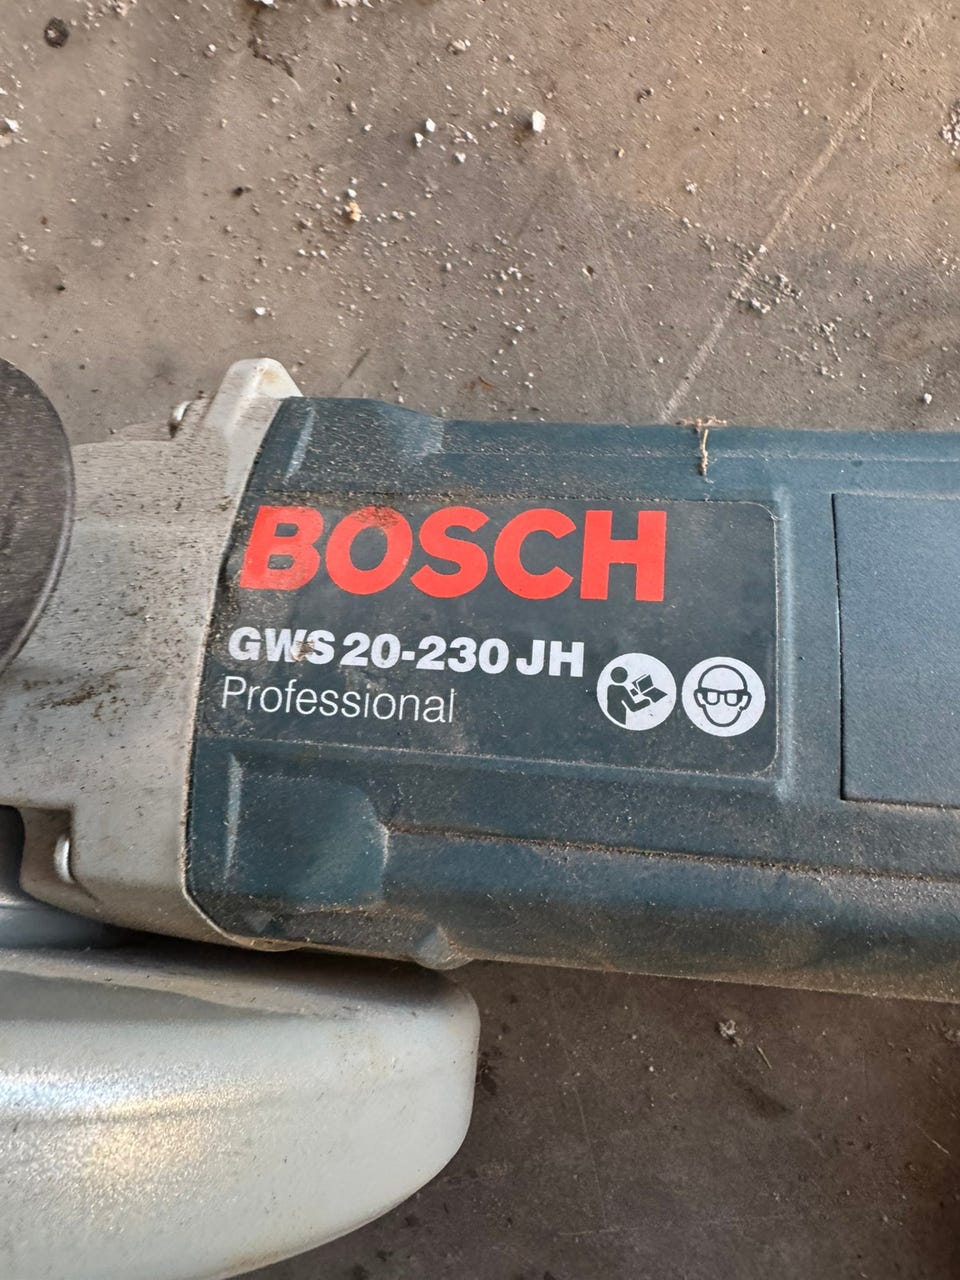 BOSCH
GWS 20-230 JH
Professional